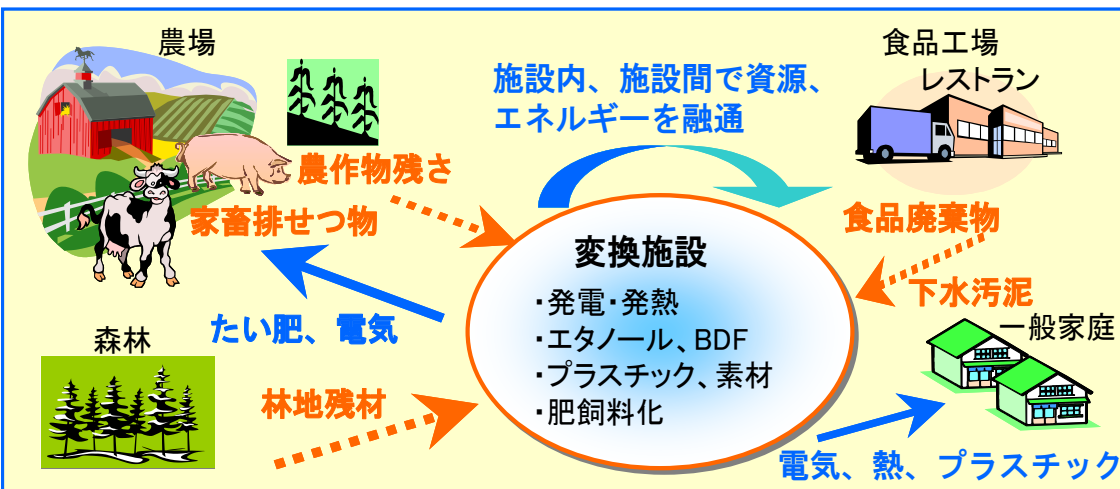 農場
食品工場
レストラン
施設内、施設間で資源、
エネルギーを融通
農作物残さ
家畜排せつ物
食品廃棄物
変換施設
・発電・発熱
・エタノール、BDF
・プラスチック、素材
・肥飼料化
下水汚泥
たい肥、電気
一般家庭
森林
林地残材
電気、熱、プラスチック